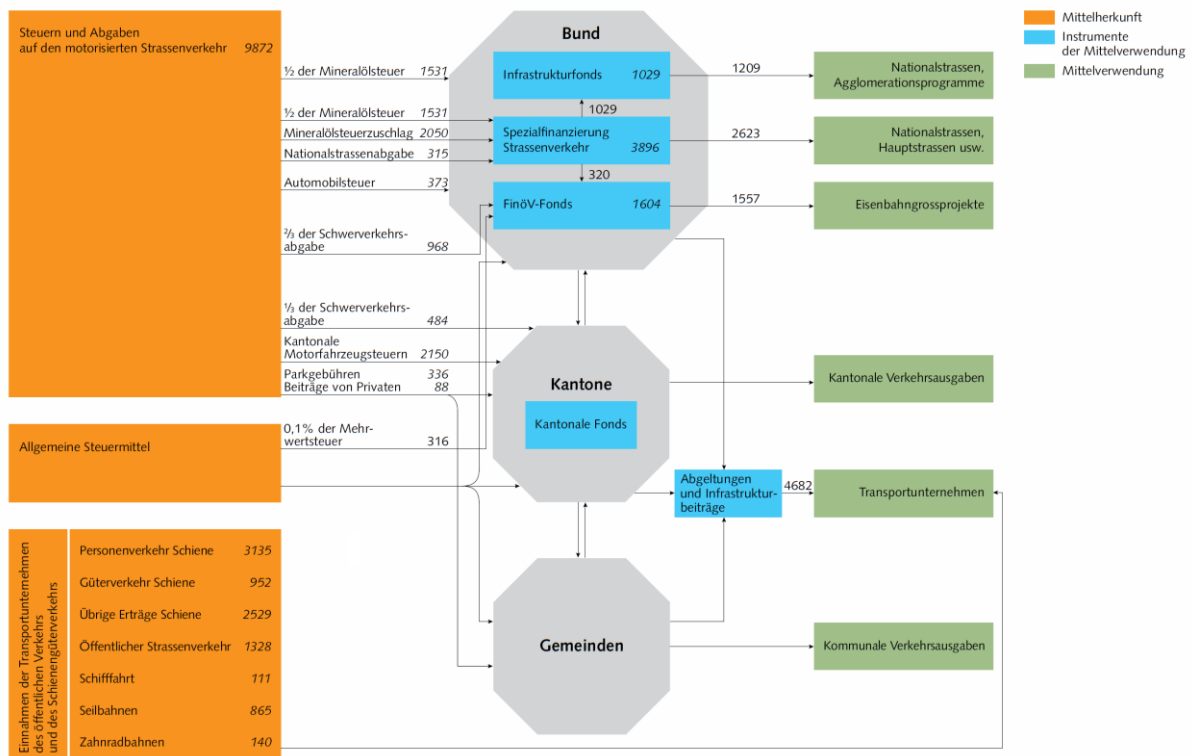 Steuern und Abgaben
auf den motorisierten Strassenverkehr 9872
½ der Mineralölsteuer 1531
½ der Mineralölsteuer 1531
Mineralölsteuerzuschlag 2050
Nationalstrassenabgabe 315
Automobilsteuer 373
⅔ der Schwerverkehrs-
abgabe 968
⅓ der Schwerverkehrs-
abgabe 484
Kantonale
Motorfahrzeugsteuern 2150
Parkgebühren 336
Beiträge von Privaten 88
Allgemeine Steuermittel
0,1% der Mehr-
wertsteuer 316
Einnahmen der Transportunternehmen
des öffentlichen Verkehrs
und des Schienengüterverkehrs
Personenverkehr Schiene 3135
Güterverkehr Schiene 952
Übrige Erträge Schiene 2529
Öffentlicher Strassenverkehr 1328
Schifffahrt 111
Seilbahnen 865
Zahnradbahnen 140
Bund
Infrastrukturfonds 1029
1029
Spezialfinanzierung
Strassenverkehr 3896
320
FinöV-Fonds 1604
Kantone
Kantonale Fonds
Gemeinden
Abgeltungen
und Infrastruktur-
beiträge
1209
2623
1557
4682
Nationalstrassen,
Agglomerationsprogramme
Nationalstrassen,
Hauptstrassen usw.
Eisenbahngrossprojekte
Kantonale Verkehrsausgaben
Transportunternehmen
Kommunale Verkehrsausgaben
Mittelherkunft
Instrumente
der Mittelverwendung
Mittelverwendung